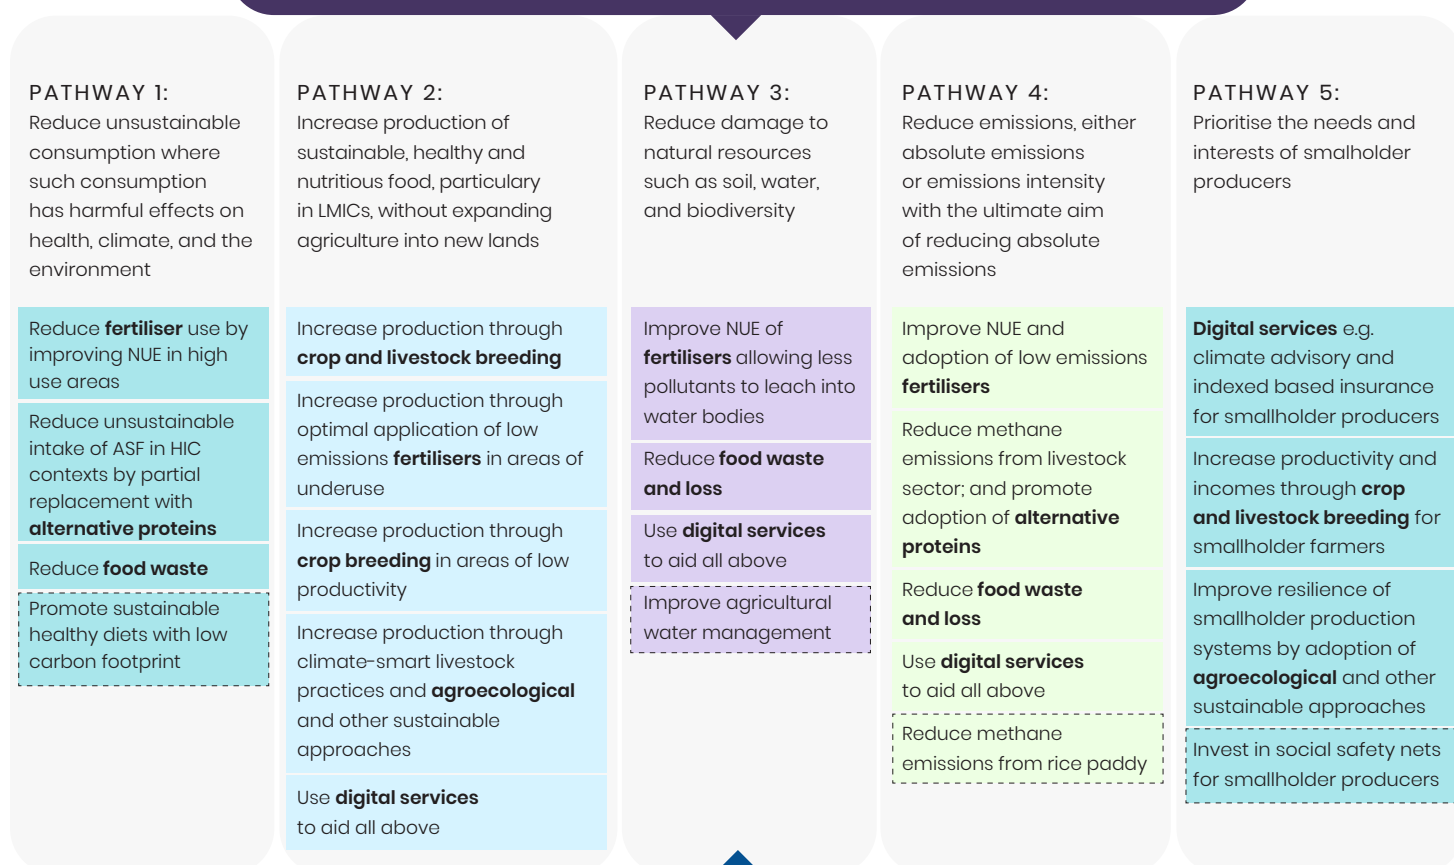 PATHWAY 1:
Reduce unsustainable
consumption where
such consumption
has harmful effects on
health, climate, and the
environment
Reduce fertiliser use by
improving NUE in high
use areas
Reduce unsustainable
intake of ASF in HIC
contexts by partial
replacement with
alternative proteins
Reduce food waste
Promote sustainable
healthy diets with low
carbon footprint
PATHWAY 2:
Increase production of
sustainable, healthy and
nutritious food, particulary
in LMICs, without expanding
agriculture into new lands
Increase production through
crop and livestock breeding
Increase production through
optimal application of low
emissions fertilisers in areas of
underuse
Increase production through
crop breeding in areas of low
productivity
Increase production through
climate-smart livestock
practices and agroecological
and other sustainable
approaches
Use digital services
to aid all above
PATHWAY 3:
Reduce damage to
natural resources
such as soil, water,
and biodiversity
Improve NUE of
fertilisers allowing less
pollutants to leach into
water bodies
Reduce food waste
and loss
Use digital services
to aid all above
Improve agricultural
water management
PATHWAY 4:
Reduce emissions, either
absolute emissions
or emissions intensity
with the ultimate aim
of reducing absolute
emissions
Improve NUE and
adoption of low emissions
fertilisers
Reduce methane
emissions from livestock
sector; and promote
adoption of alternative
proteins
Reduce food waste
and loss
Use digital services
to aid all above
Reduce methane
emissions from rice paddy
PATHWAY 5:
Prioritise the needs and
interests of smalholder
producers
Digital services e.g.
climate advisory and
indexed based insurance
for smallholder producers
Increase productivity and
incomes through crop
and livestock breeding for
smallholder farmers
Improve resilience of
smallholder production
systems by adoption of
agroecological and other
sustainable approaches
Invest in social safety nets
for smallholder producers